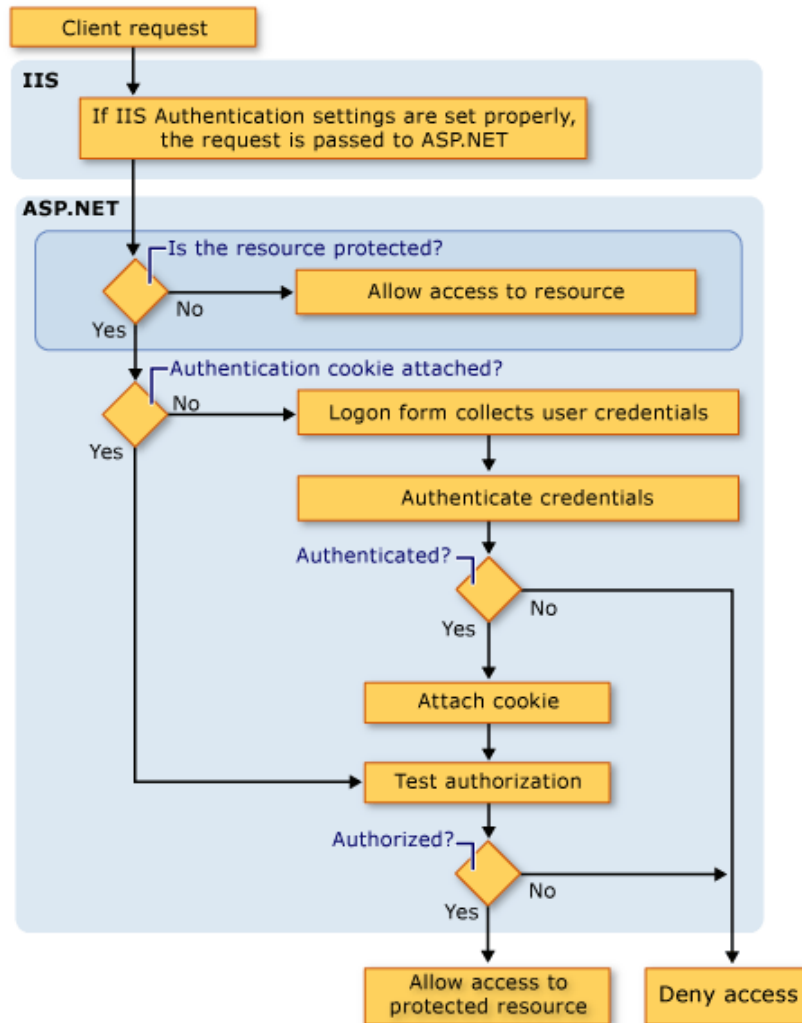 Client request
IIS
If IIS Authentication settings are set properly,
the request is passed to ASP.NET
ASP.NET
Is the resource protected?
Allow access to resource
No
Yes
Authentication cookie attached?
No
Logon form collects user credentials
Yes
Authenticate credentials
Authenticated?
No
Yes
Attach cookie
Test authorization
Authorized?
No
Yes
Allow access to
protected resource
Deny access